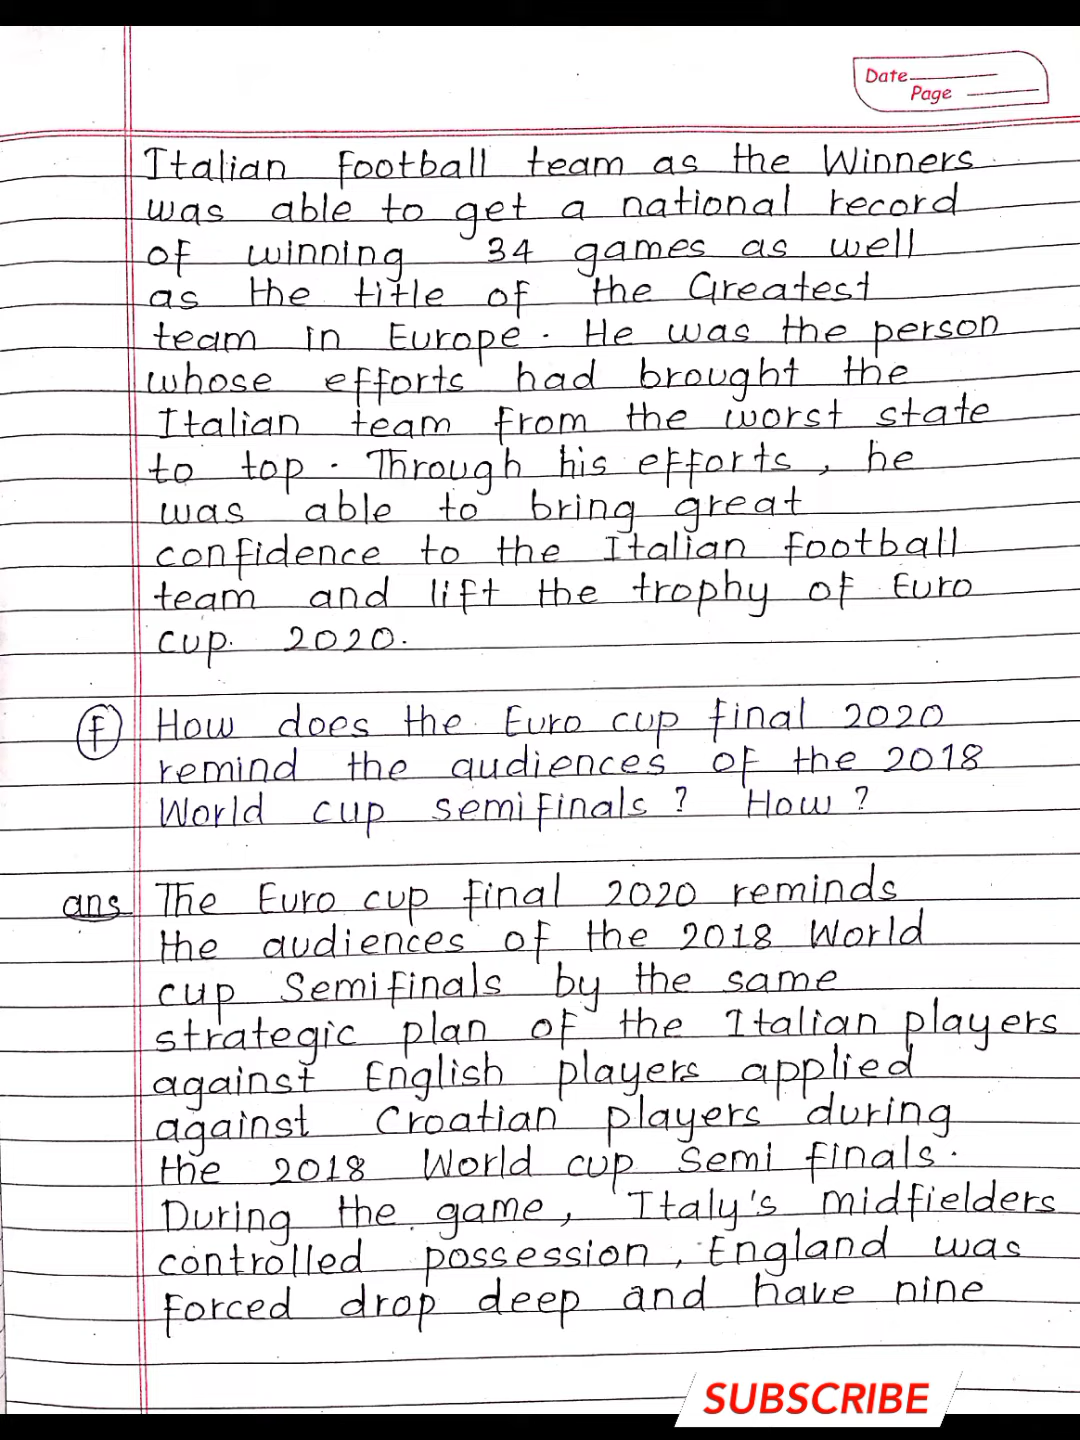 Date
Page
Italian football team as the Winners
was able to get a national record
of winning 34 games as well
as the title of the Greatest
team in Europe. He was the person
whose efforts had brought the
Italian team from the worst state
to top. Through his efforts, he
was able to bring great
confidence to the Italian football
team and lift the trophy of Euro
cup. 2020.
F How does the Euro cup final 2020
remind the audiences of the 2018
World cup semifinals? How?
ans The Euro cup final 2020 reminds
the audiences of the 2018 World
cup Semifinals by the same
strategic plan of the Italian players
against English players applied
against Croatian players during
the 2018 World cup semi finals.
During the game, Italy's midfielders
controlled possession, England was
forced drop deep and have nine
SUBSCRIBE